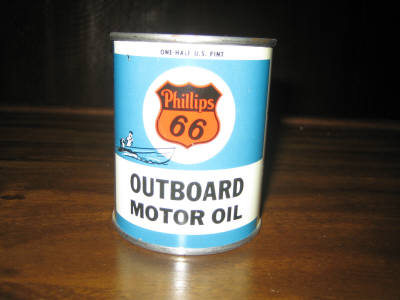 ONE-HALF U.S. PINT
Phillips
66
OUTBOARD
MOTOR OIL